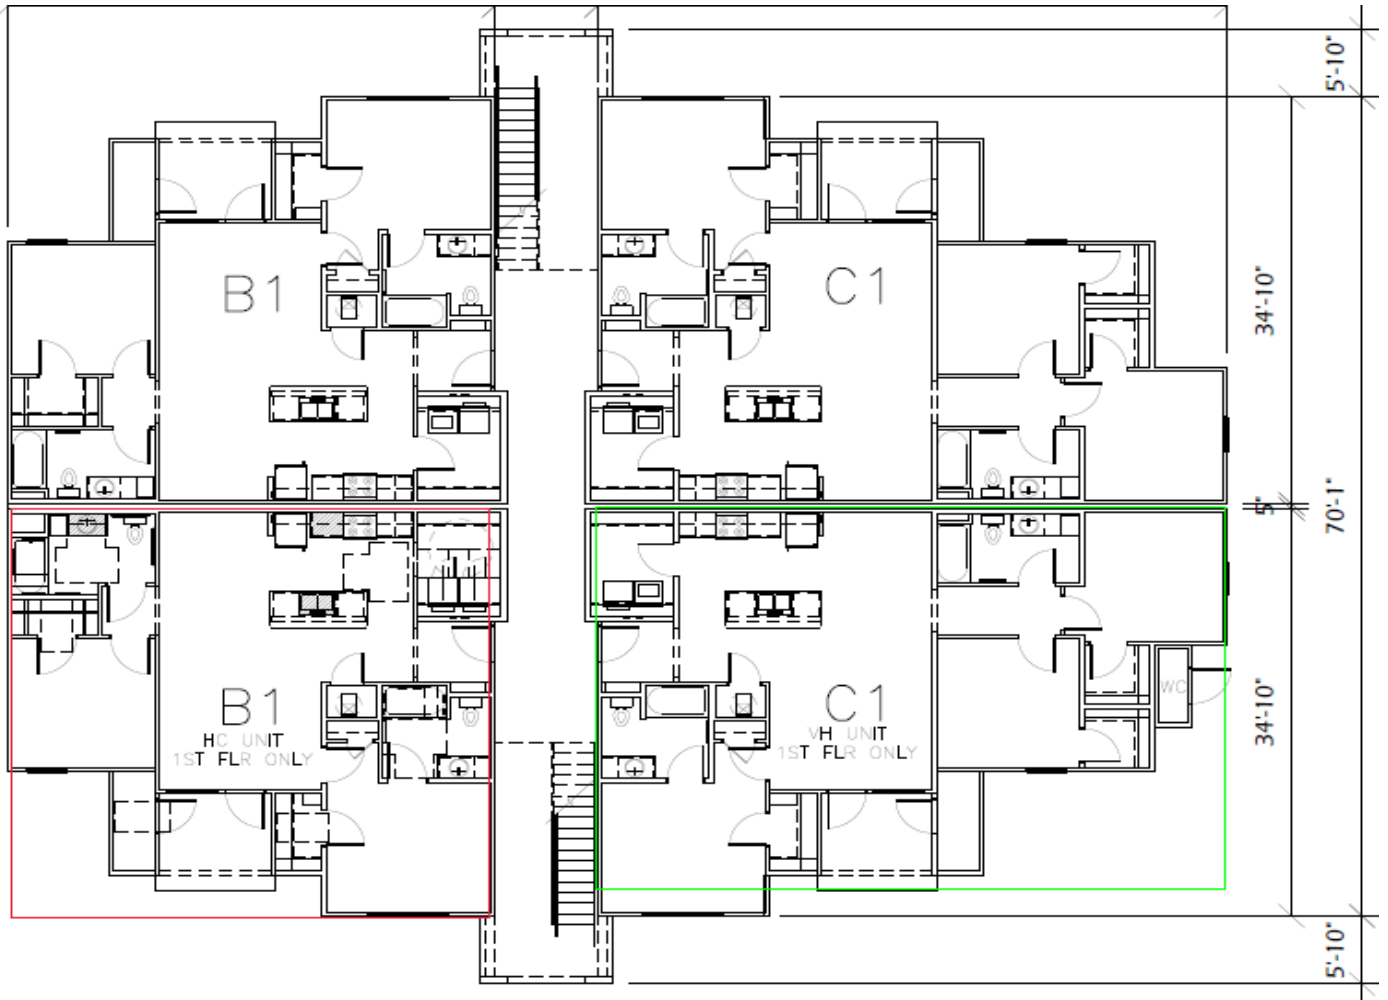 5'-10"
B1
C1
34'-10"
5"
70'-1"
B1
HC UNIT
1ST FLR ONLY
C1
VH UNIT
1ST FLR ONLY
WC
34'-10"
5'-10"